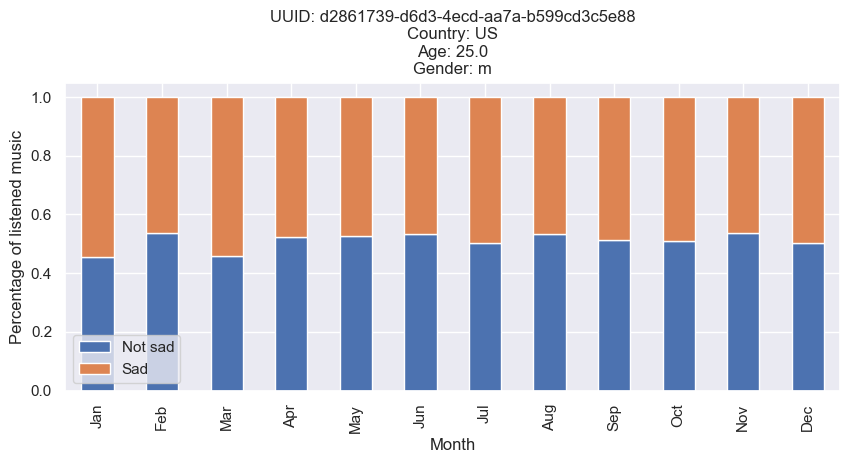 UUID: d2861739-d6d3-4ecd-aa7a-b599cd3c5e88
Country: US
Age: 25.0
Gender: m
Percentage of listened music
1.0
0.8
0.6
0.4
0.2
0.0
Not sad
Sad
Jan
Feb
Mar
Apr
May
Jun
Jul
Aug
Sep
Oct
Nov
Dec
Month